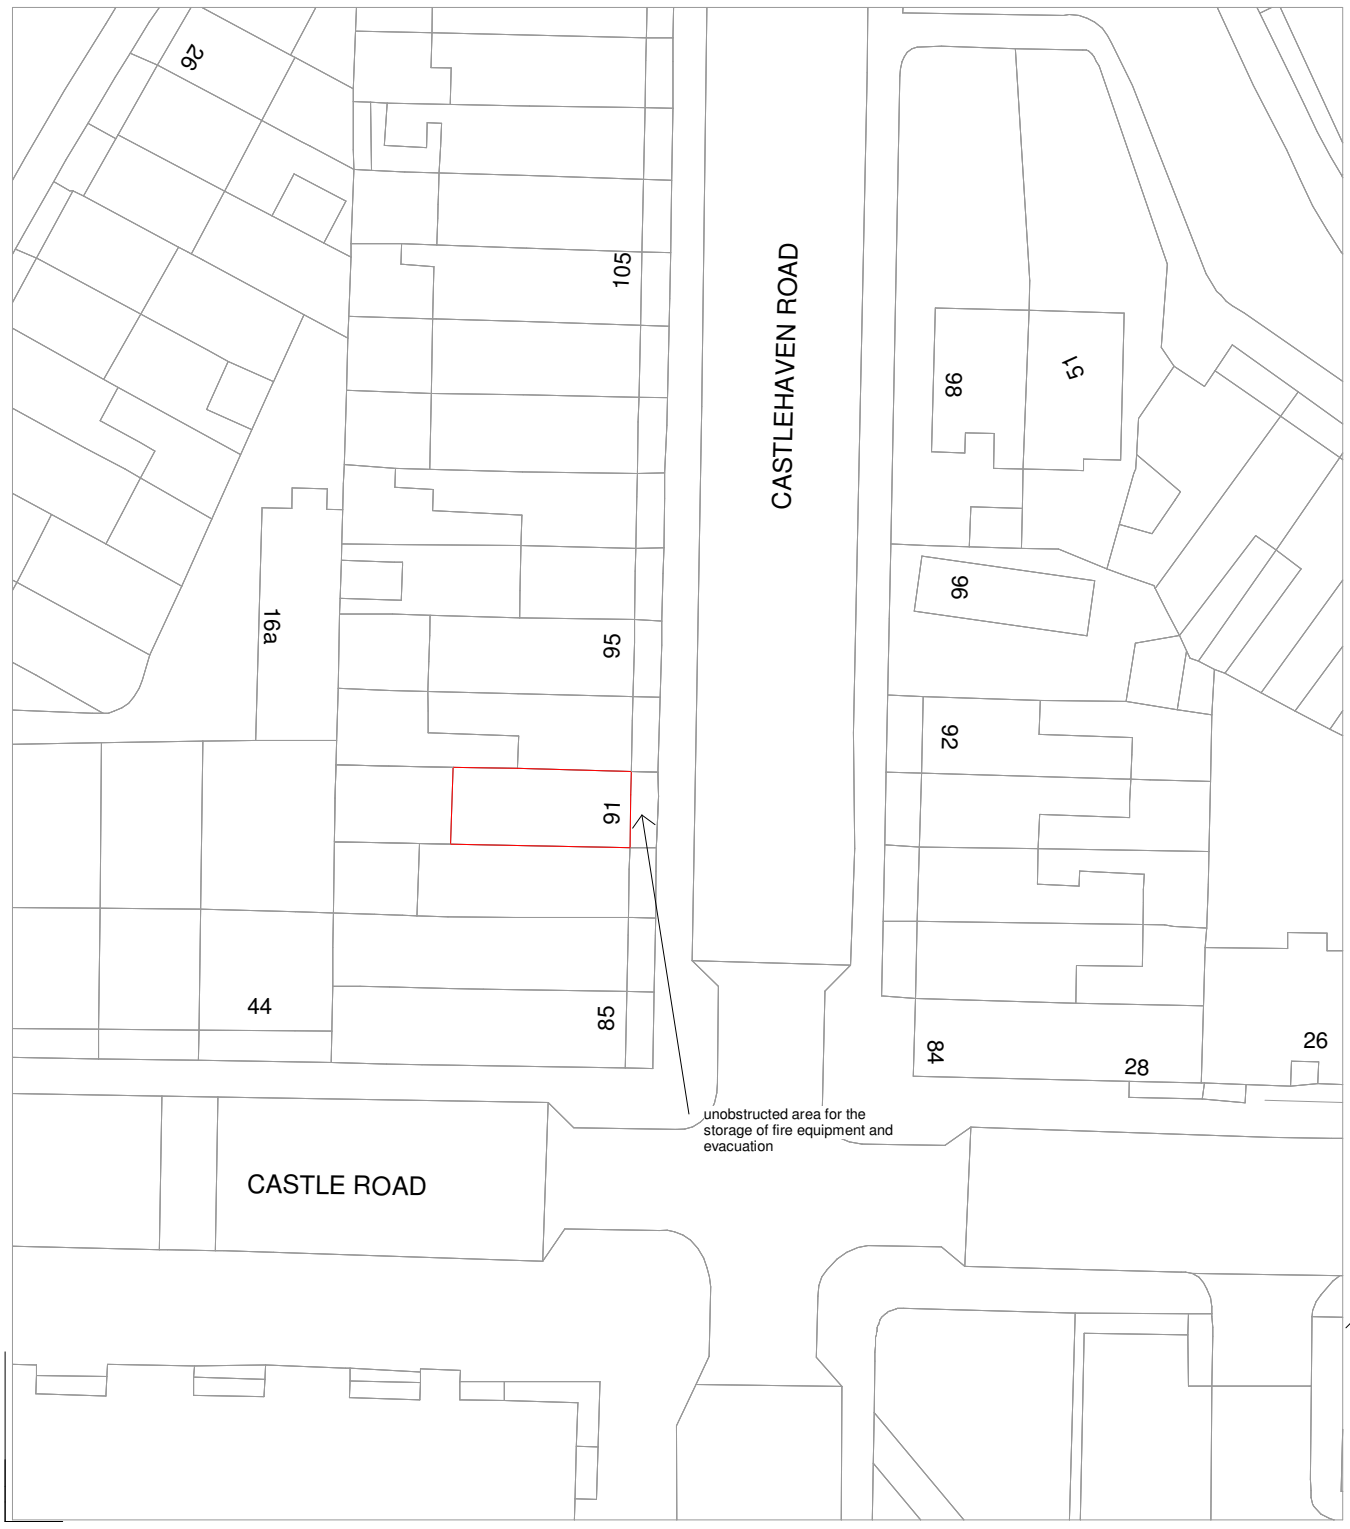 26
105
CASTLEHAVEN ROAD
98
51
96
16a
95
92
91
44
85
84
28
26
unobstructed area for the
storage of fire equipment and
evacuation
CASTLE ROAD